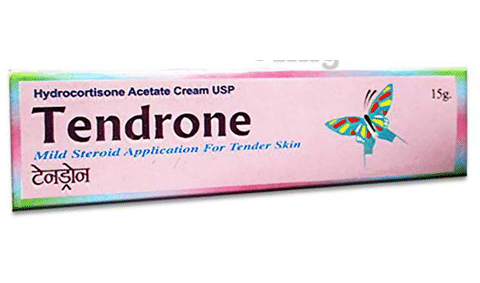 Hydrocortisone Acetate Cream USP
15g.
Tendrone
Mild Steroid Application For Tender Skin
टेनड्रोन